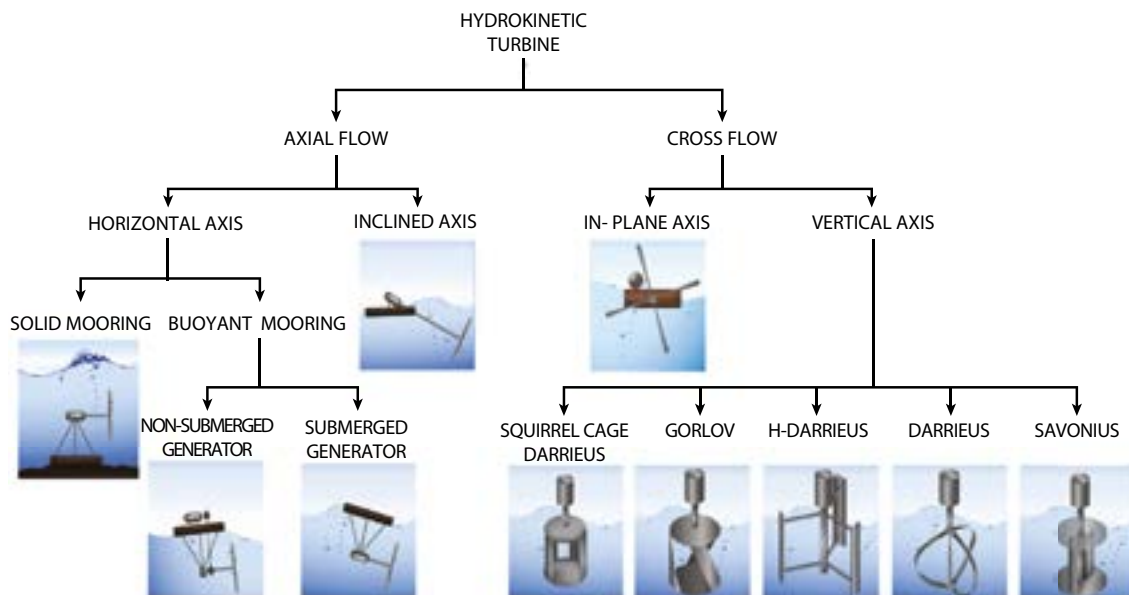 HYDROKINETIC
TURBINE
AXIAL FLOW
CROSS FLOW
HORIZONTAL AXIS
INCLINED AXIS
IN- PLANE AXIS
VERTICAL AXIS
SOLID MOORING
BUOYANT MOORING
NON-SUBMERGED
GENERATOR
SUBMERGED
GENERATOR
SQUIRREL CAGE
DARRIEUS
GORLOV
H-DARRIEUS
DARRIEUS
SAVONIUS